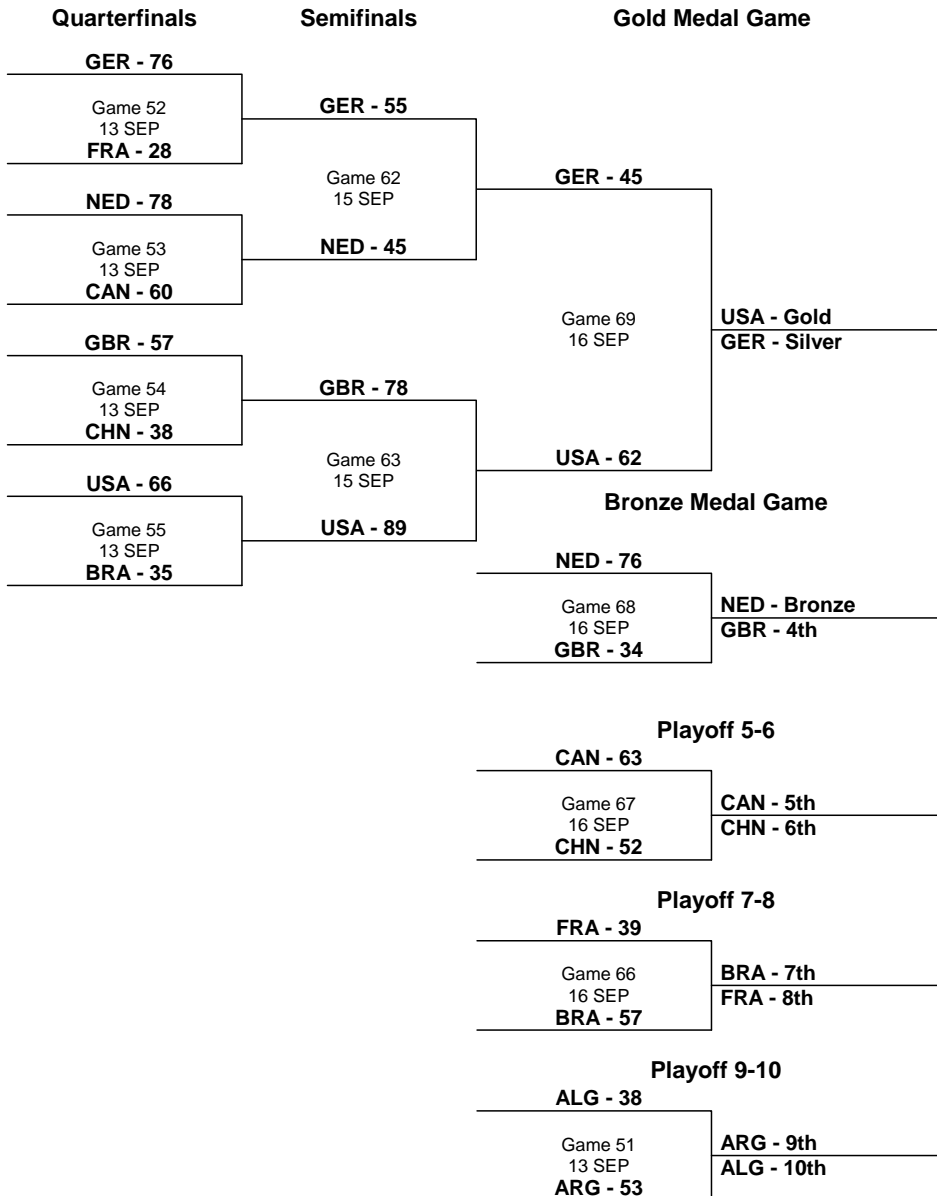 Quarterfinals Semifinals Gold Medal Game
GER - 76
Game 52
13 SEP
FRA - 28
GER - 55
NED - 78
Game 53
13 SEP
CAN - 60
Game 62
15 SEP
NED - 45
GBR - 57
Game 54
13 SEP
CHN - 38
GBR - 78
USA - 66
Game 55
13 SEP
BRA - 35
Game 63
15 SEP
USA - 89
GER - 45
Game 69
16 SEP
USA - 62
USA - Gold
GER - Silver
Bronze Medal Game
NED - 76
Game 68
16 SEP
GBR - 34
NED - Bronze
GBR - 4th
Playoff 5-6
CAN - 63
Game 67
16 SEP
CHN - 52
CAN - 5th
CHN - 6th
Playoff 7-8
FRA - 39
Game 66
16 SEP
BRA - 57
BRA - 7th
FRA - 8th
Playoff 9-10
ALG - 38
Game 51
13 SEP
ARG - 53
ARG - 9th
ALG - 10th